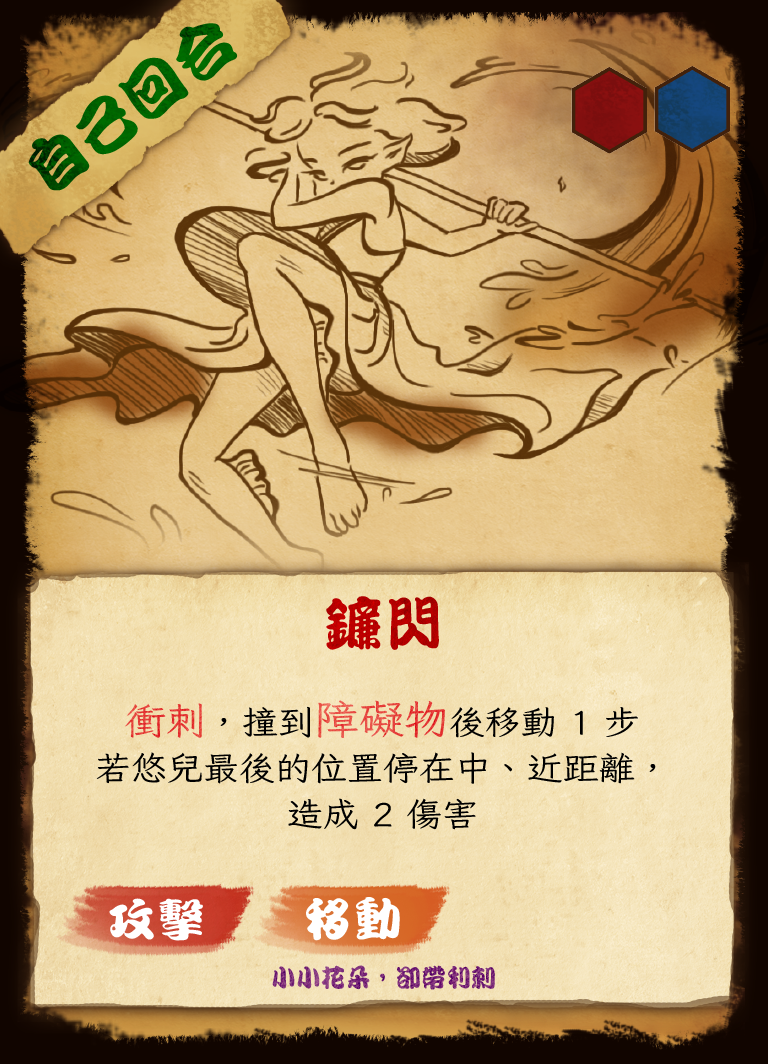 自己回合
鐮閃
衝刺，撞到障礙物後移動 1 步
若悠兒最後的位置停在中、近距離，
造成 2 傷害
攻擊 移動
小小花朵，卻帶利刺